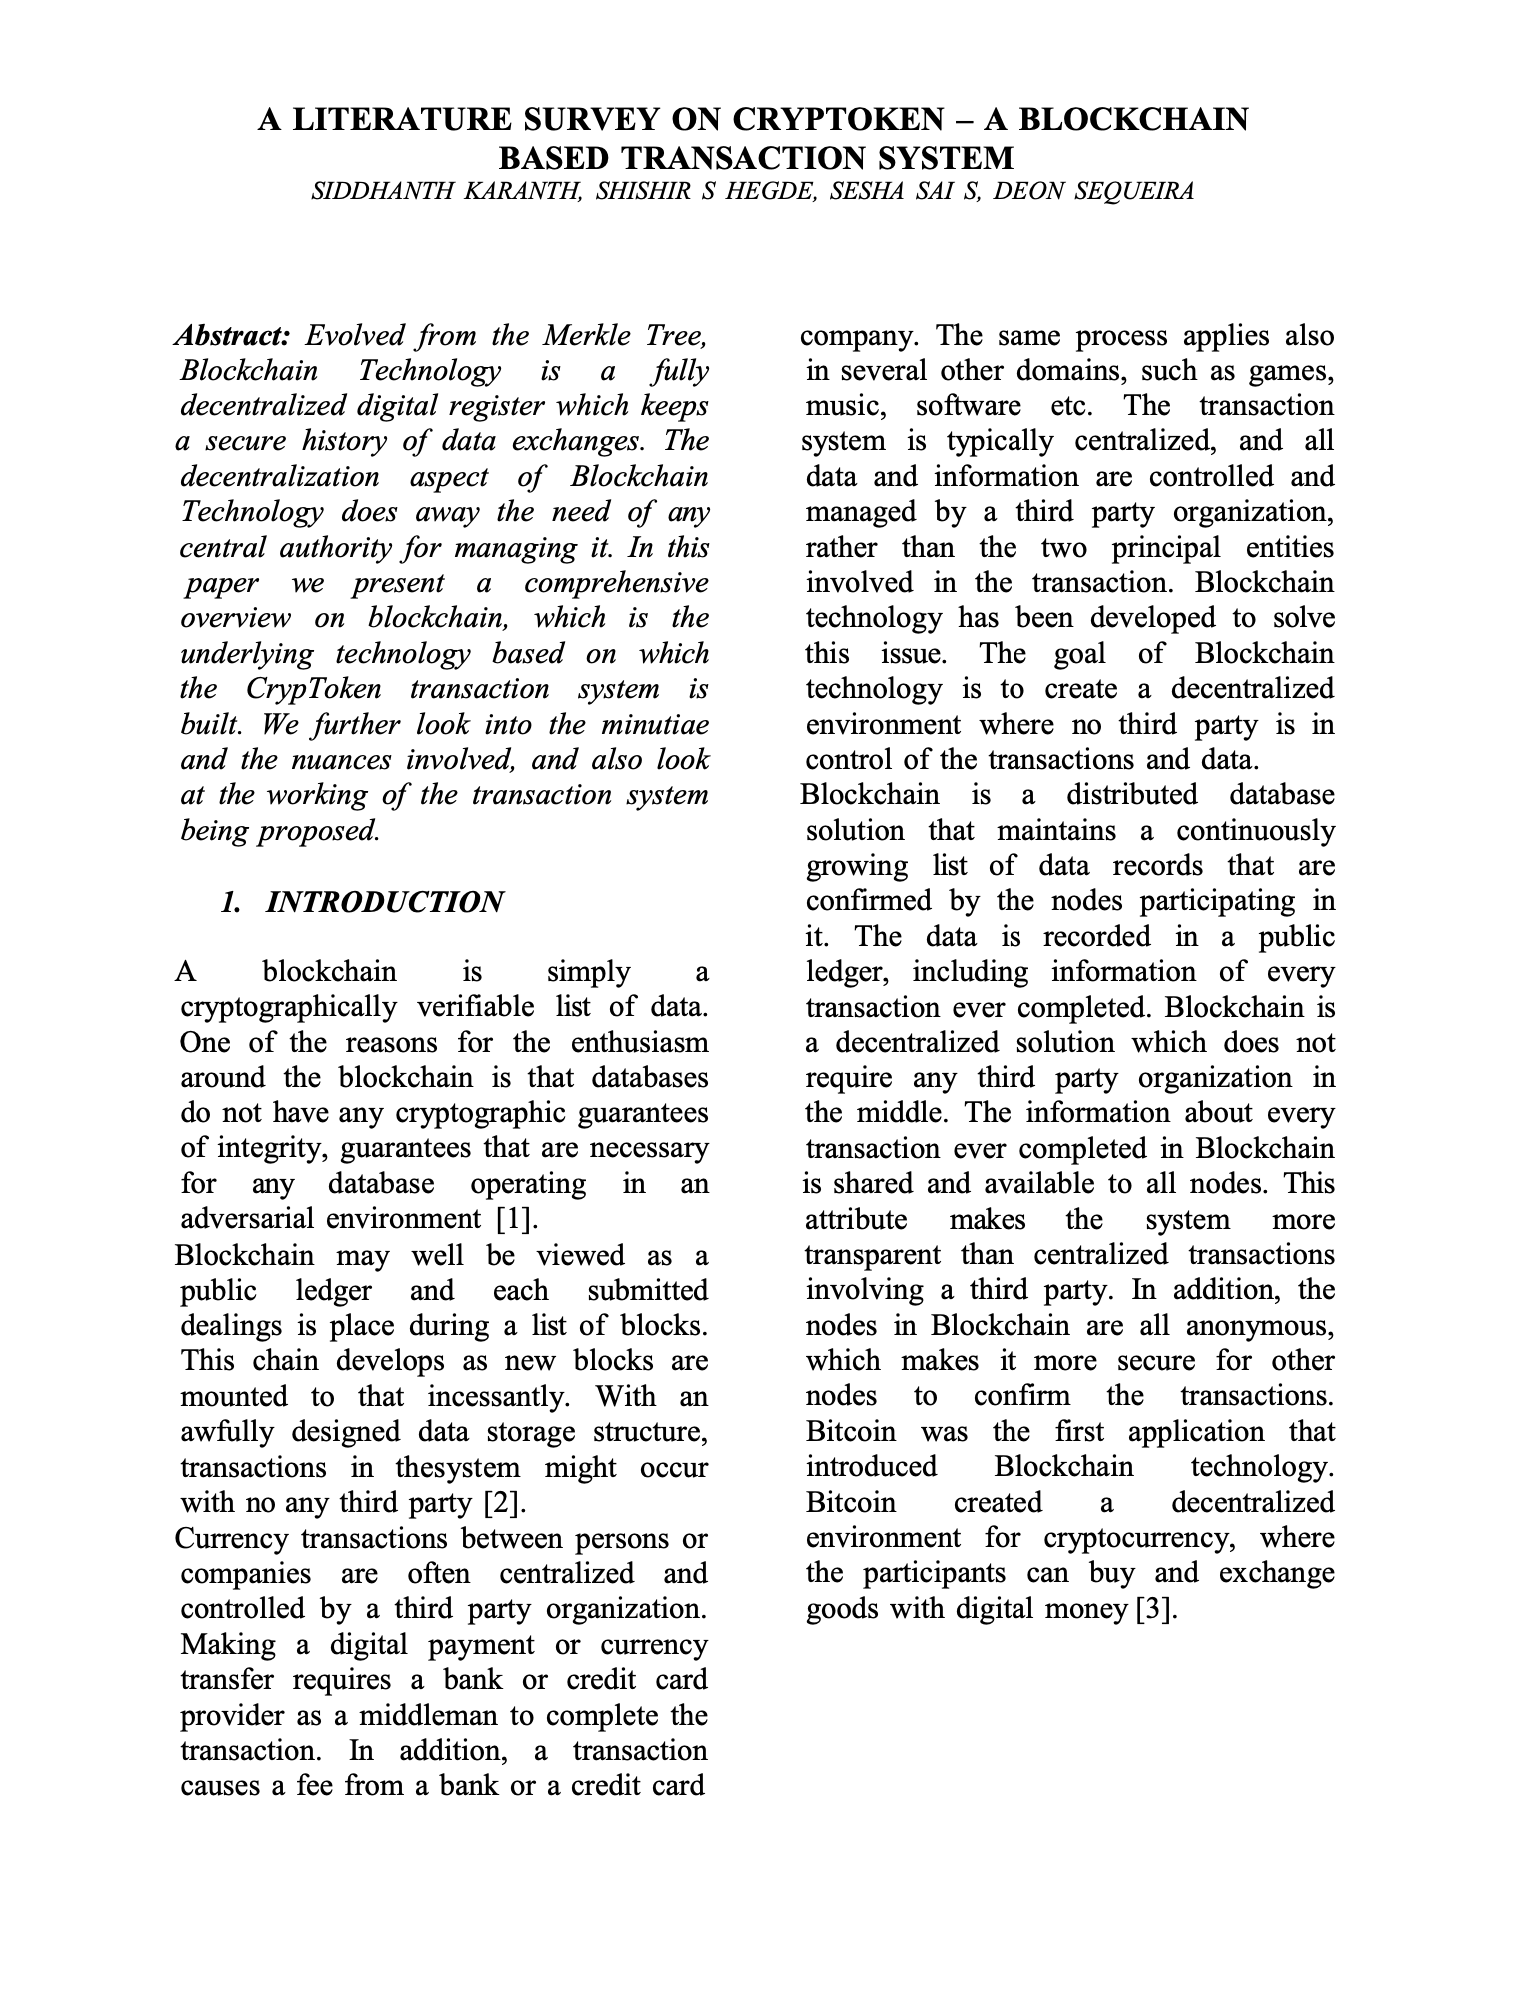 A LITERATURE SURVEY ON CRYPTOKEN – A BLOCKCHAIN
BASED TRANSACTION SYSTEM
SIDDHANTH KARANTH, SHISHIR S HEGDE, SESHA SAI S, DEON SEQUEIRA
Abstract: Evolved from the Merkle Tree,
Blockchain Technology is a fully
decentralized digital register which keeps
a secure history of data exchanges. The
decentralization aspect of Blockchain
Technology does away the need of any
central authority for managing it. In this
paper we present a comprehensive
overview on blockchain, which is the
underlying technology based on which
the CrypToken transaction system is
built. We further look into the minutiae
and the nuances involved, and also look
at the working of the transaction system
being proposed.
1. INTRODUCTION
A blockchain is simply a
cryptographically verifiable list of data.
One of the reasons for the enthusiasm
around the blockchain is that databases
do not have any cryptographic guarantees
of integrity, guarantees that are necessary
for any database operating in an
adversarial environment [1].
Blockchain may well be viewed as a
public ledger and each submitted
dealings is place during a list of blocks.
This chain develops as new blocks are
mounted to that incessantly. With an
awfully designed data storage structure,
transactions in thesystem might occur
with no any third party [2].
Currency transactions between persons or
companies are often centralized and
controlled by a third party organization.
Making a digital payment or currency
transfer requires a bank or credit card
provider as a middleman to complete the
transaction. In addition, a transaction
causes a fee from a bank or a credit card
company. The same process applies also
in several other domains, such as games,
music, software etc. The transaction
system is typically centralized, and all
data and information are controlled and
managed by a third party organization,
rather than the two principal entities
involved in the transaction. Blockchain
technology has been developed to solve
this issue. The goal of Blockchain
technology is to create a decentralized
environment where no third party is in
control of the transactions and data.
Blockchain is a distributed database
solution that maintains a continuously
growing list of data records that are
confirmed by the nodes participating in
it. The data is recorded in a public
ledger, including information of every
transaction ever completed. Blockchain is
a decentralized solution which does not
require any third party organization in
the middle. The information about every
transaction ever completed in Blockchain
is shared and available to all nodes. This
attribute makes the system more
transparent than centralized transactions
involving a third party. In addition, the
nodes in Blockchain are all anonymous,
which makes it more secure for other
nodes to confirm the transactions.
Bitcoin was the first application that
introduced Blockchain technology.
Bitcoin created a decentralized
environment for cryptocurrency, where
the participants can buy and exchange
goods with digital money [3].